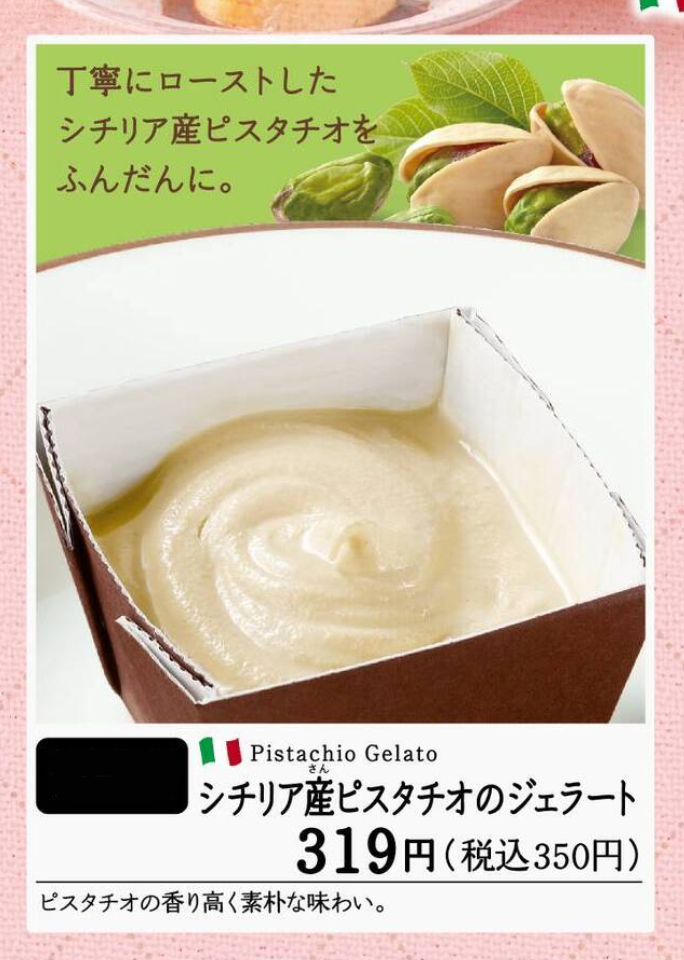 丁寧にローストした
シチリア産ピスタチオを
ふんだんに。
Pistachio Gelato
さん
シチリア産ピスタチオのジェラート
319円(税込350円)
ピスタチオの香り高く素朴な味わい。